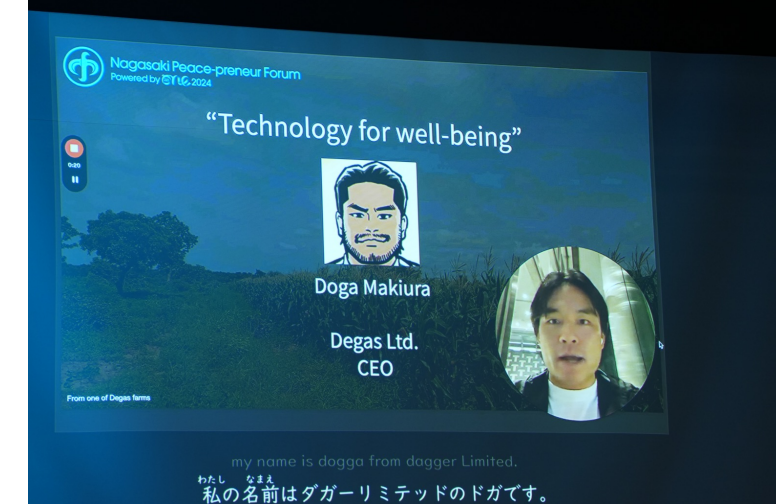 Nagasaki Peace-preneur Forum
Powered by 2024
“Technology for well-being”
0:20
Doga Makiura
Degas Ltd.
CEO
From one of Degas farms
my name is dogga from dagger Limited.
わたし なまえ
私の名前はダガーリミテッドのドガです。